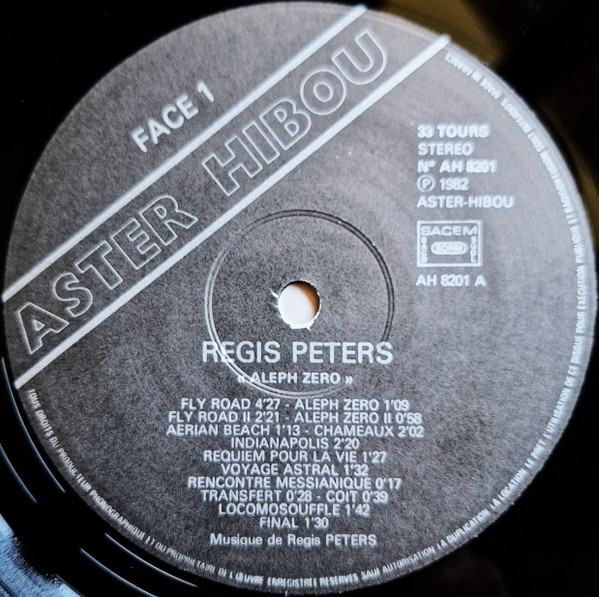 FACE 1
ASTER HIBOU
33 TOURS
STEREO
N° AH 8201
Ⓟ 1982
ASTER-HIBOU
SACEM
SDRM
AH 8201 A
REGIS PETERS
« ALEPH ZERO »
FLY ROAD 4'27 - ALEPH ZERO 1'09
FLY ROAD II 2'21 - ALEPH ZERO II 0'58
AERIAN BEACH 1'13 - CHAMEAUX 2'02
INDIANAPOLIS 2'20
REQUIEM POUR LA VIE 1'27
VOYAGE ASTRAL 1'32
RENCONTRE MESSIANIQUE 0'17
TRANSFERT 0'28 - COIT 0'39
LOCOMOSOUFFLE 1'42
FINAL 1'30
Musique de Regis PETERS
TOUS DROITS DU PRODUCTEUR PHONOGRAPHIQUE ET DU PROPRIETAIRE DE L'ŒUVRE ENREGISTREE RESERVES SAUF AUTORISATION LA DUPLICATION LA LOCATION LE PRET L'UTILISATION DE CE DISQUE POUR EXECUTION PUBLIQUE